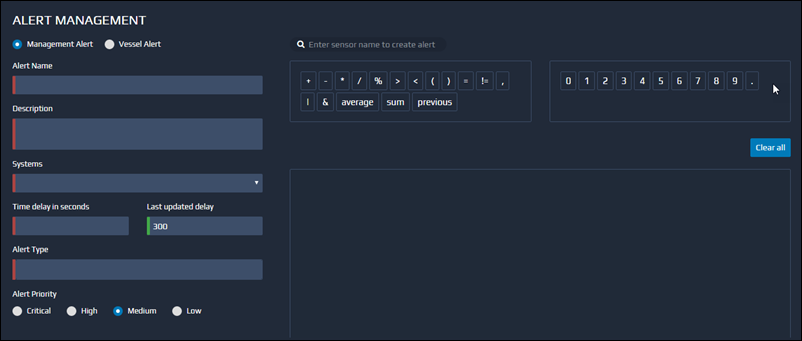 ALERT MANAGEMENT
Management Alert Vessel Alert
Alert Name
Description
Systems
Time delay in seconds Last updated delay
300
Alert Type
Alert Priority
Critical High Medium Low
Enter sensor name to create alert
+ - * / % > < ( ) = != ,
| & average sum previous
0 1 2 3 4 5 6 7 8 9 .
Clear all